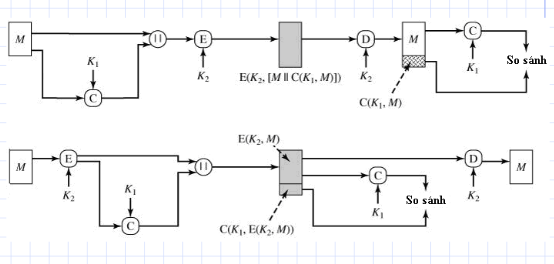 M
K₁
C
||
E
K₂
E(K₂, [M || C(K₁, M)])
D
K₂
M
C(K₁, M)
C
K₁
So sánh
M
E
K₂
K₁
C
||
E(K₂, M)
C(K₁, E(K₂, M))
C
K₁
So sánh
D
K₂
M